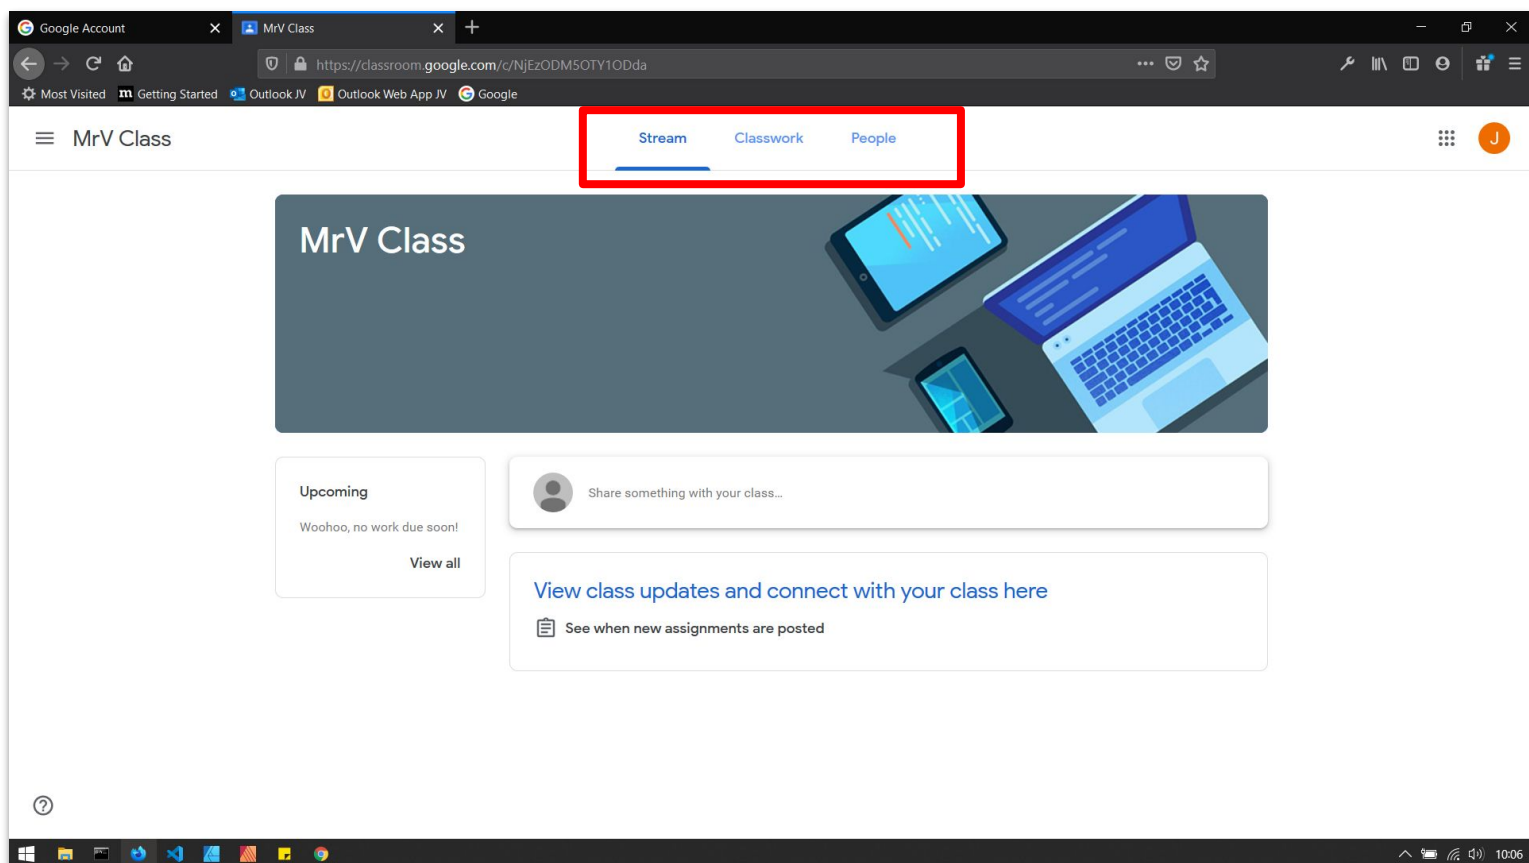 Google Account
MrV Class
https://classroom.google.com/c/NjEzODM5OTY1ODda
Most Visited
m Getting Started
Outlook JV
Outlook Web App JV
Google
MrV Class
Stream
Classwork
People
J
MrV Class
Upcoming
Woohoo, no work due soon!
View all
Share something with your class...
View class updates and connect with your class here
See when new assignments are posted
10:06